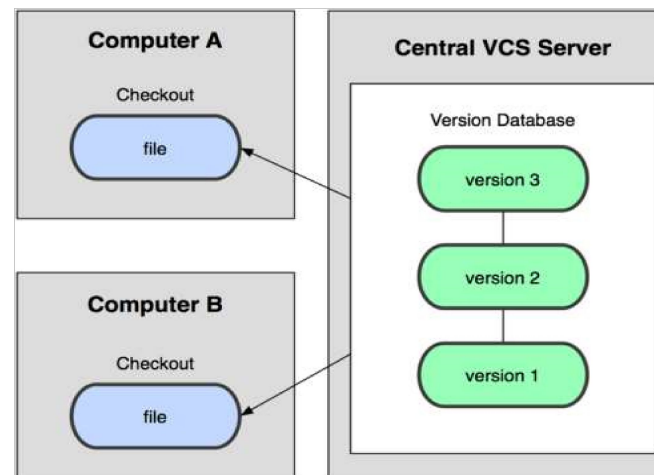 Computer A
Checkout
file
Computer B
Checkout
file
Central VCS Server
Version Database
version 3
version 2
version 1